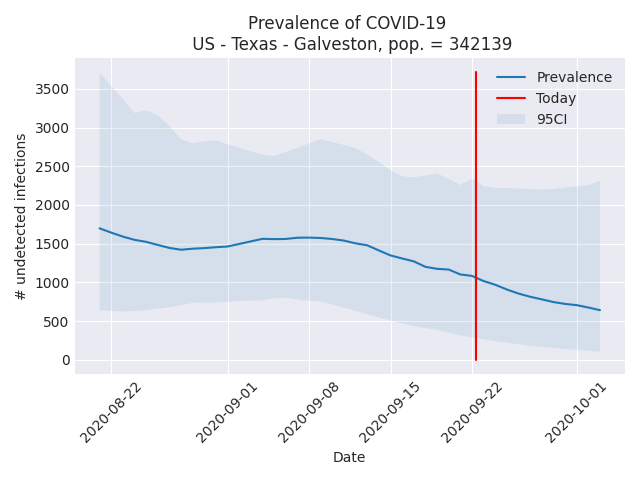 Prevalence of COVID-19
US - Texas - Galveston, pop. = 342139
Prevalence
Today
95CI
3500
3000
2500
2000
1500
1000
500
0
# undetected infections
2020-08-22
2020-09-01
2020-09-08
2020-09-15
2020-09-22
2020-10-01
Date